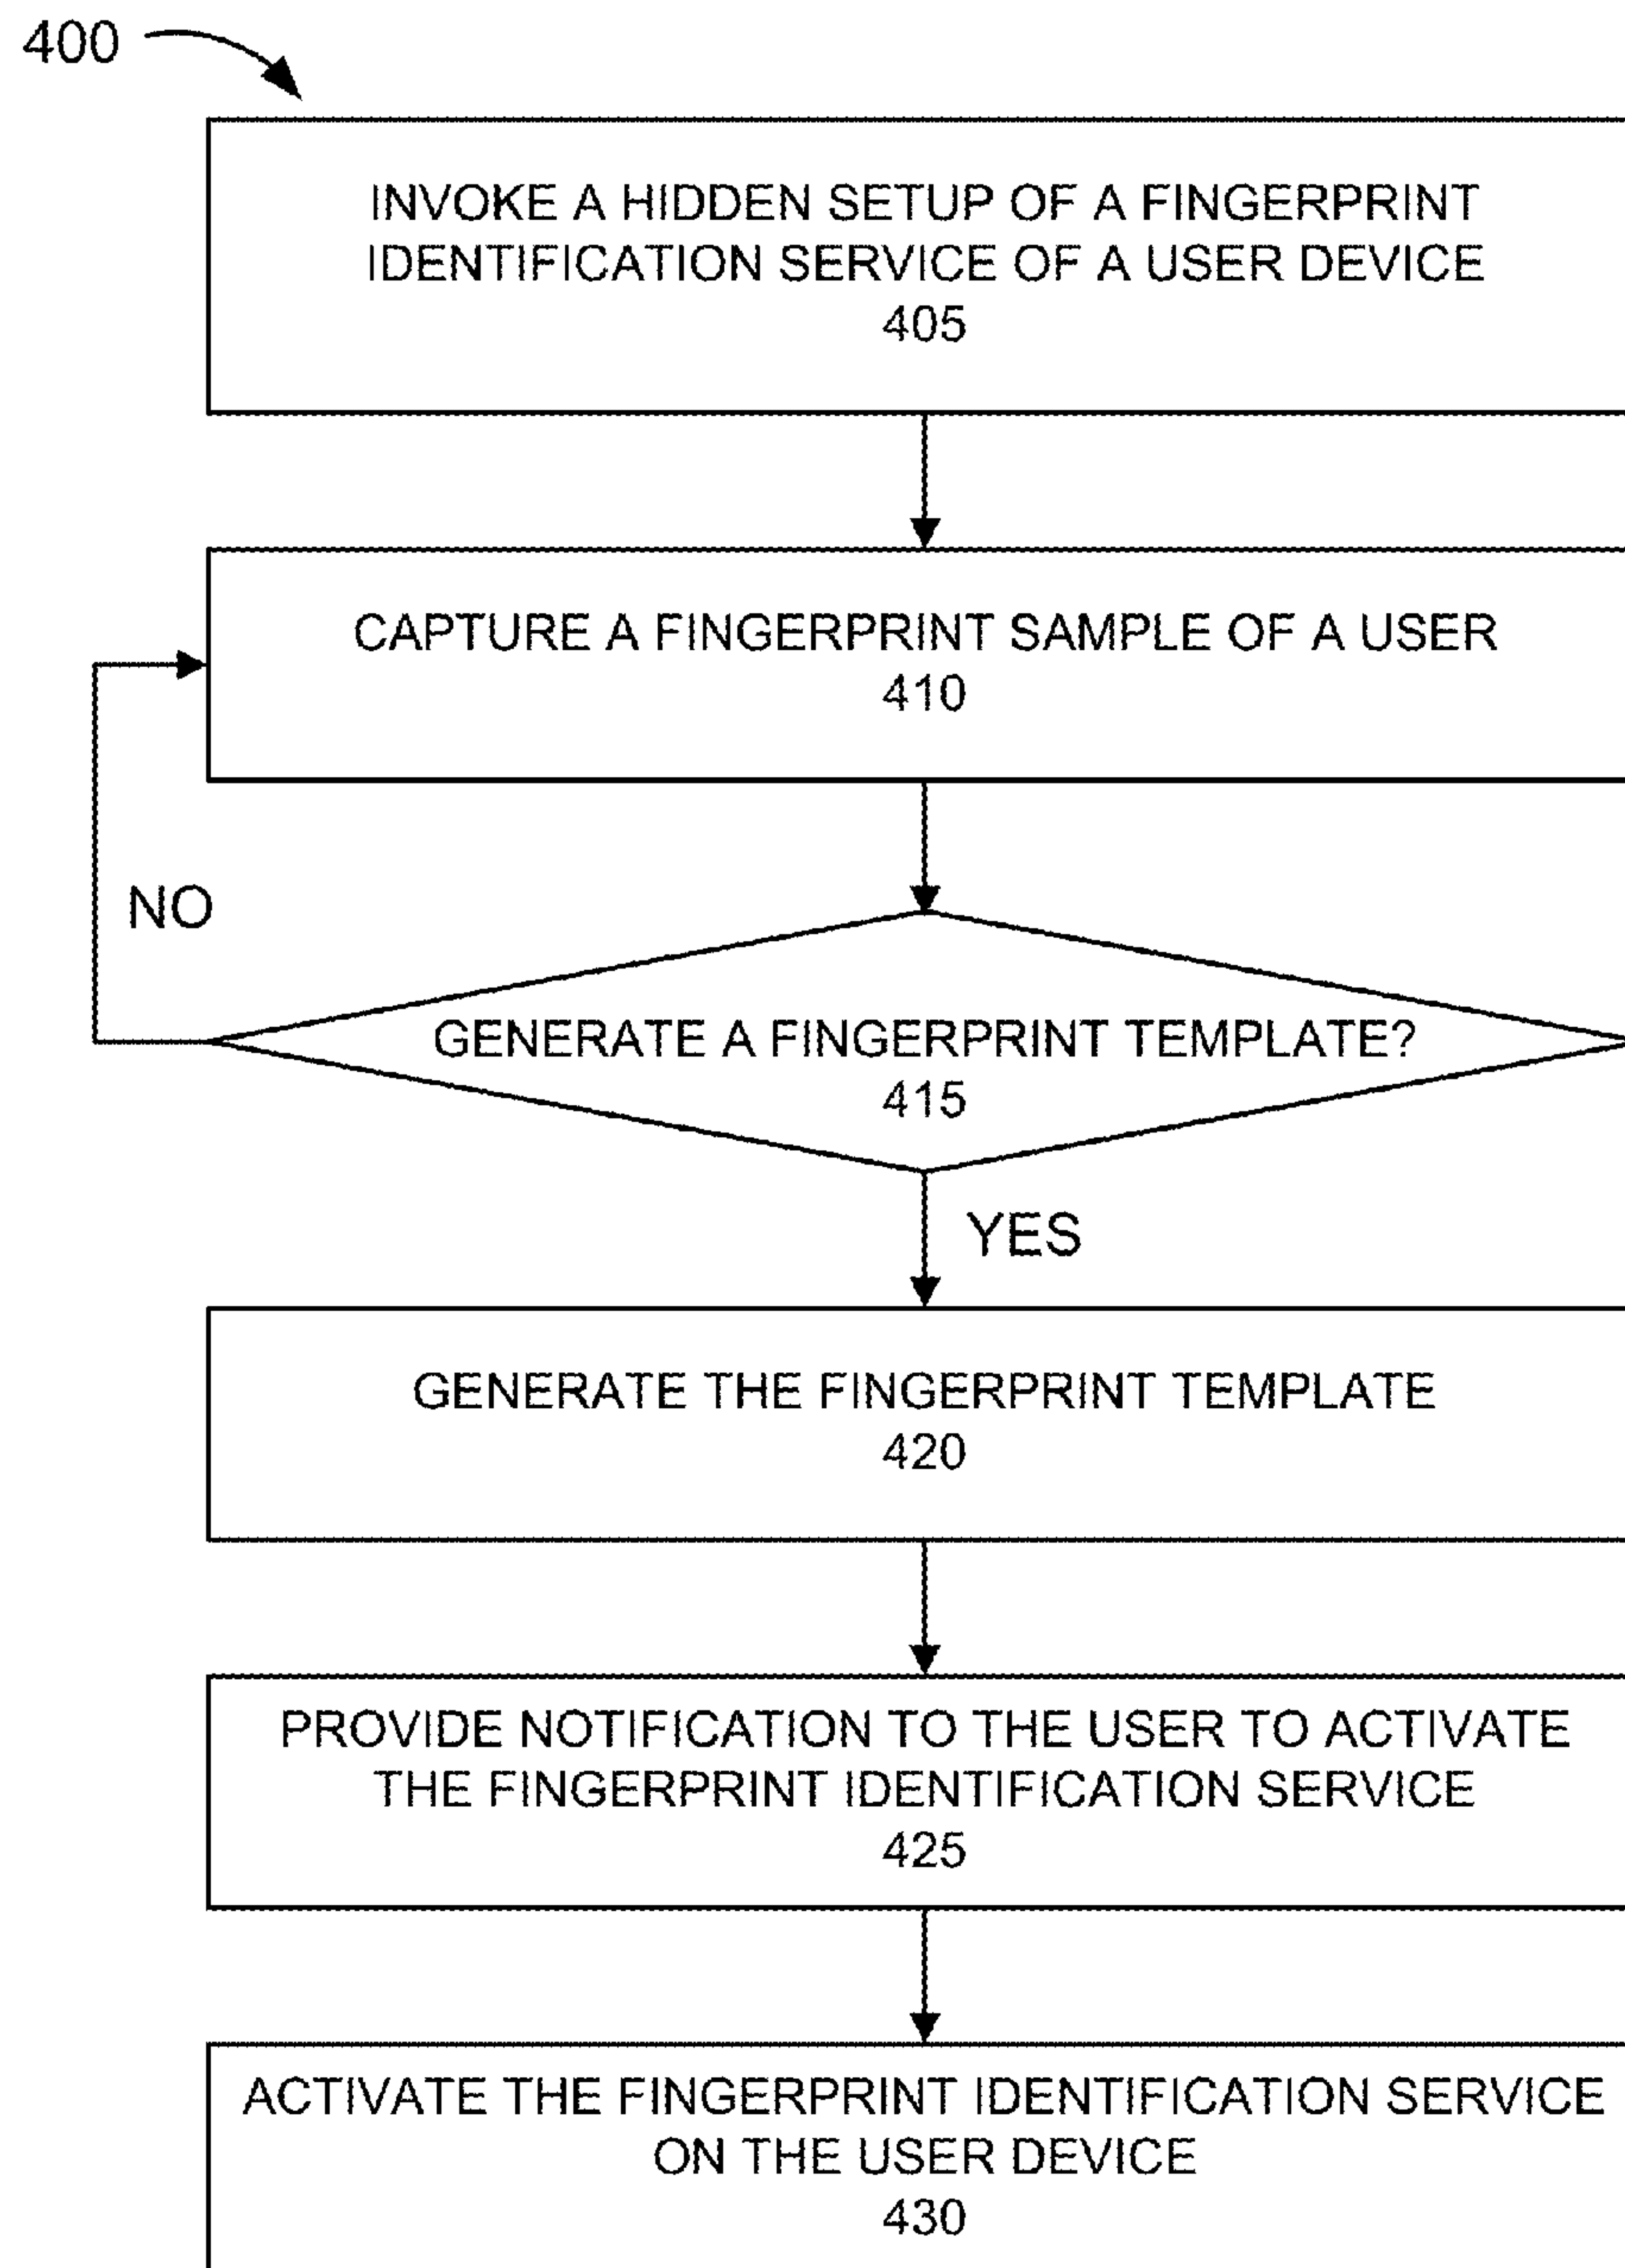 400
INVOKE A HIDDEN SETUP OF A FINGERPRINT
IDENTIFICATION SERVICE OF A USER DEVICE
405
CAPTURE A FINGERPRINT SAMPLE OF A USER
410
NO
GENERATE A FINGERPRINT TEMPLATE?
415
YES
GENERATE THE FINGERPRINT TEMPLATE
420
PROVIDE NOTIFICATION TO THE USER TO ACTIVATE
THE FINGERPRINT IDENTIFICATION SERVICE
425
ACTIVATE THE FINGERPRINT IDENTIFICATION SERVICE
ON THE USER DEVICE
430